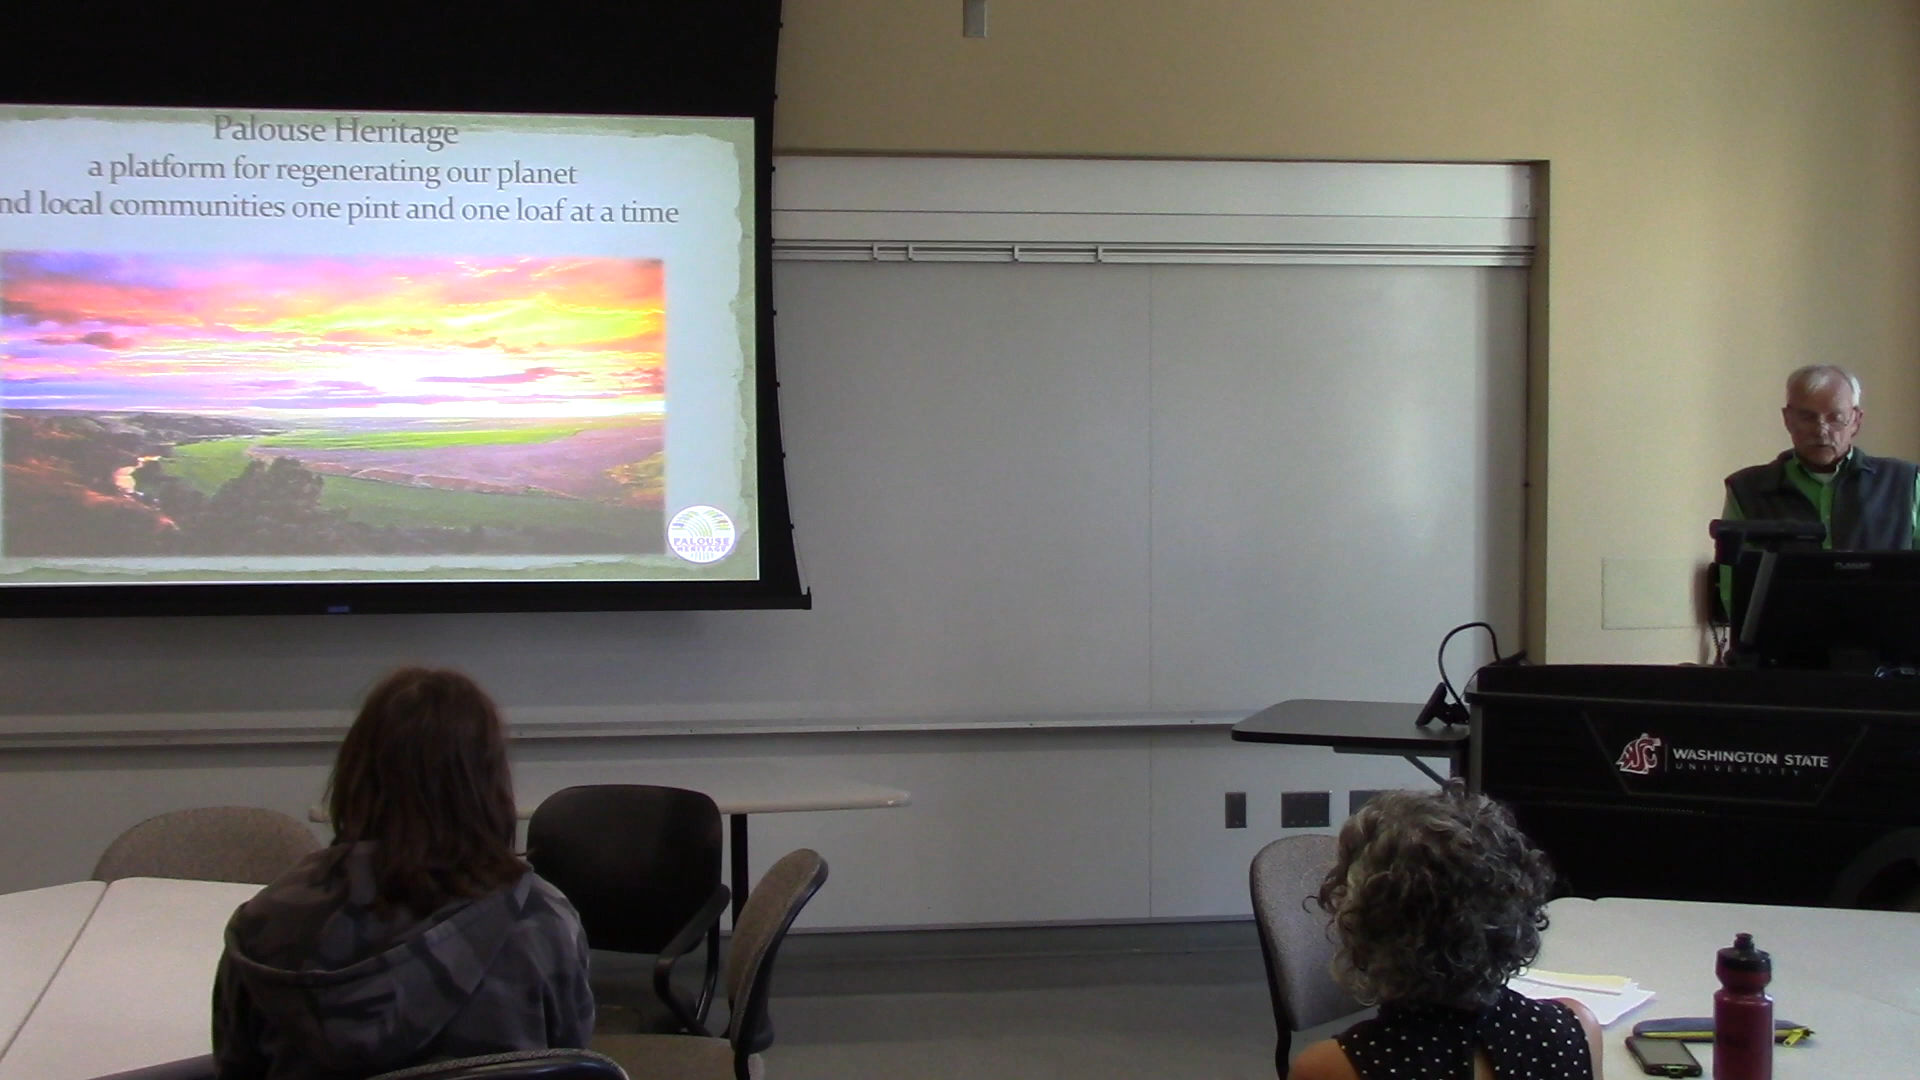 Palouse Heritage
a platform for regenerating our planet
nd local communities one pint and one loaf at a time
PALOUSE
HERITAGE
WASHINGTON STATE
UNIVERSITY